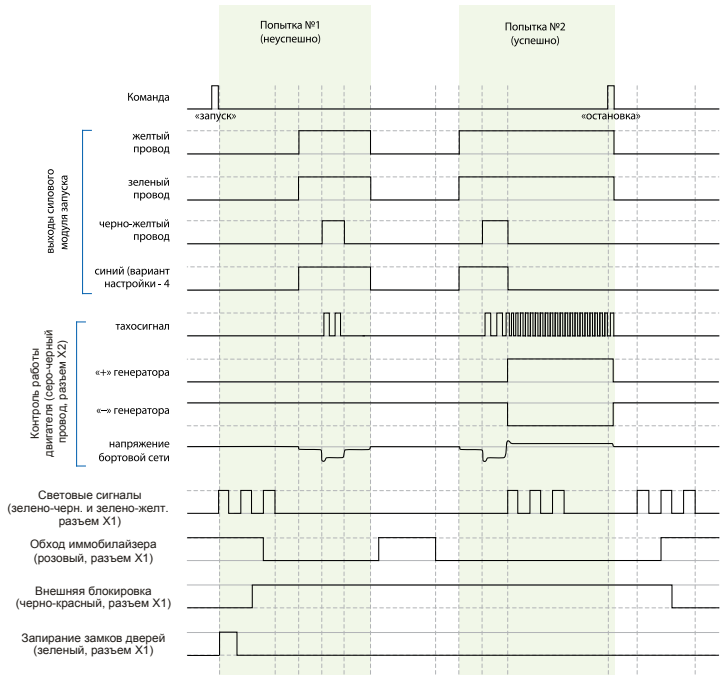 Попытка №1
(неуспешно)
Попытка №2
(успешно)
Команда
«запуск»
«остановка»
выходы силового
модуля запуска
желтый
провод
зеленый
провод
черно-желтый
провод
синий (вариант
настройки - 4
Контроль работы
двигателя (серо-черный
провод, разъем X2)
тахосигнал
«+» генератора
«–» генератора
напряжение
бортовой сети
Световые сигналы
(зелено-черн. и зелено-желт.
разъем X1)
Обход иммобилайзера
(розовый, разъем X1)
Внешняя блокировка
(черно-красный, разъем X1)
Запирание замков дверей
(зеленый, разъем X1)